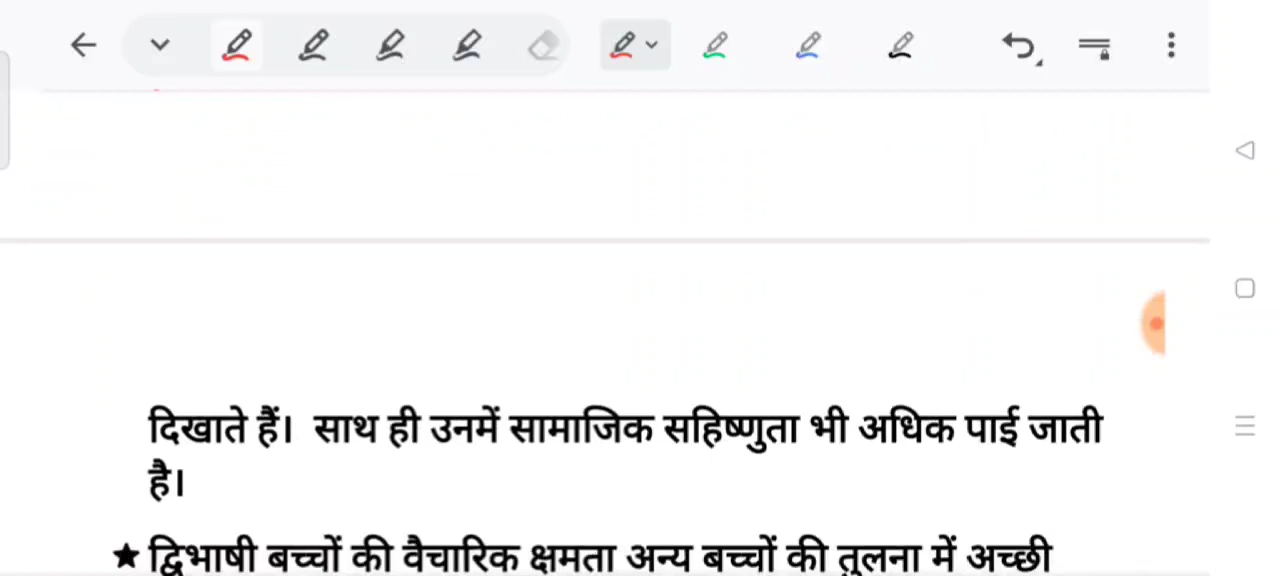 दिखाते हैं। साथ ही उनमें सामाजिक सहिष्णुता भी अधिक पाई जाती
है।
★ द्विभाषी बच्चों की वैचारिक क्षमता अन्य बच्चों की तुलना में अच्छी